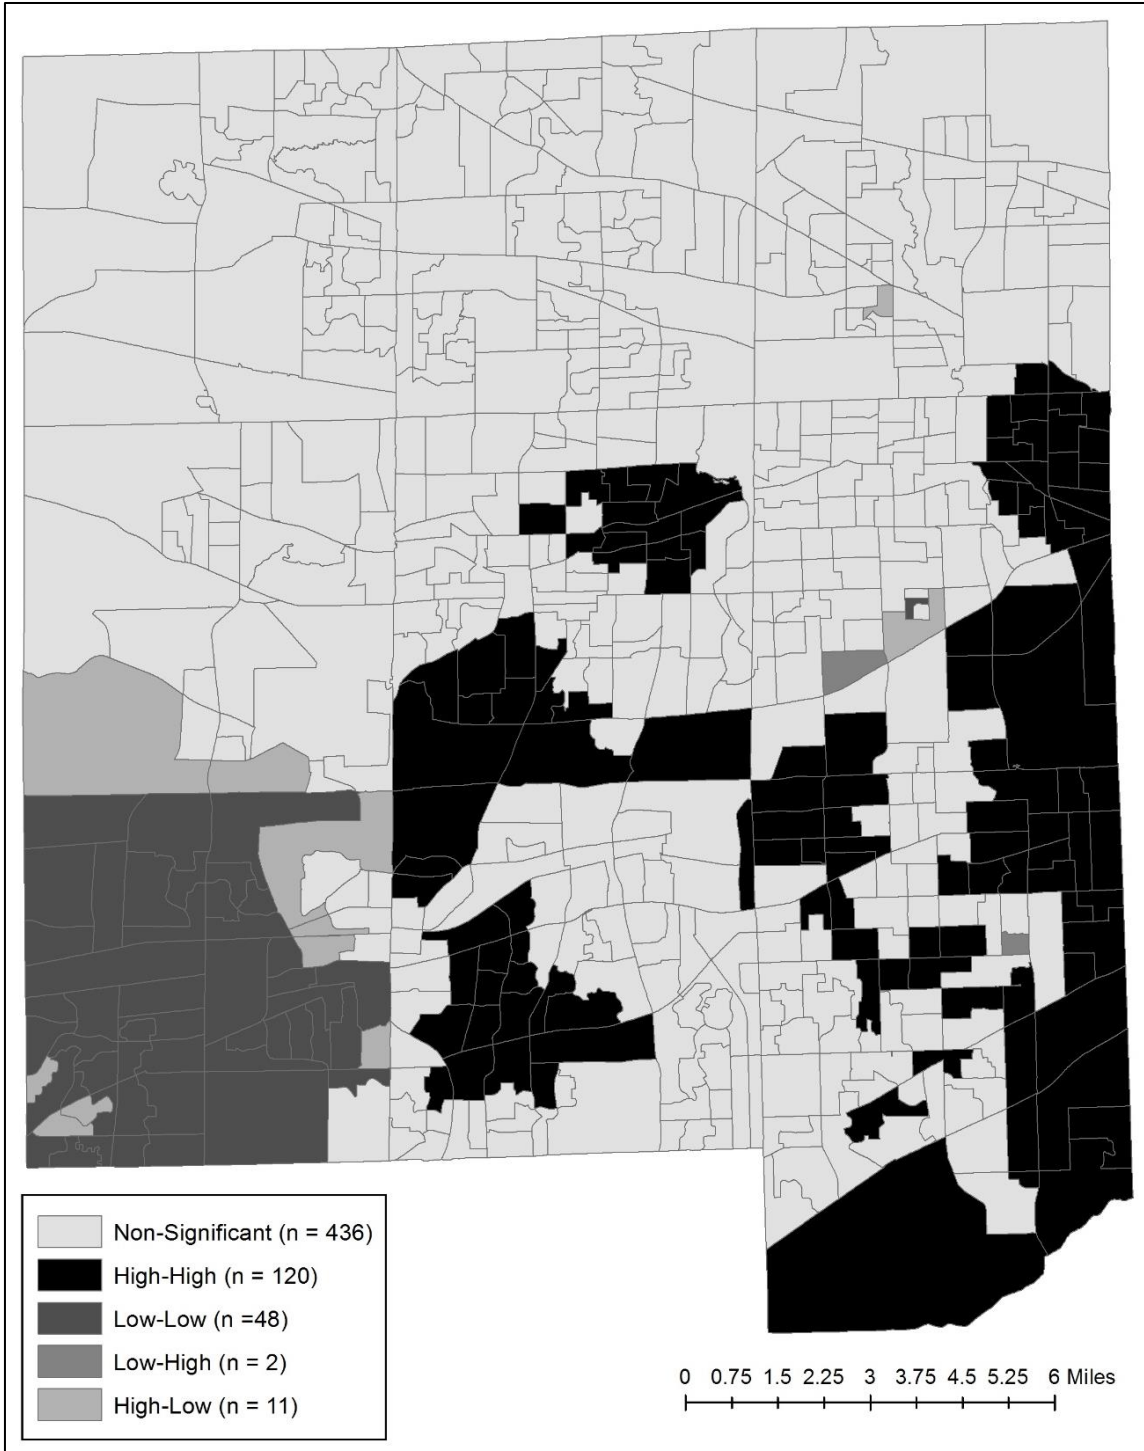 Non-Significant (n = 436)
High-High (n = 120)
Low-Low (n =48)
Low-High (n = 2)
High-Low (n = 11)
0 0.75 1.5 2.25 3 3.75 4.5 5.25 6 Miles